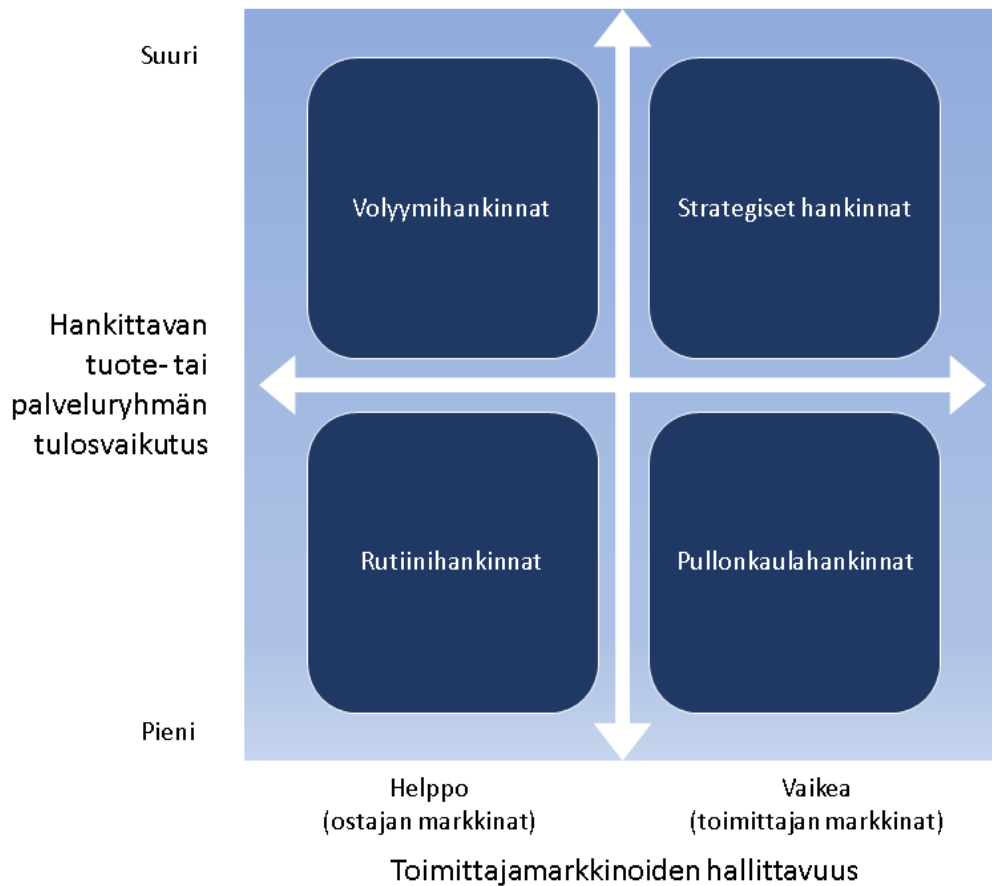 Suuri
Volyymihankinnat
Strategiset hankinnat
Hankittavan
tuote- tai
palveluryhmän
tulosvaikutus
Rutiinihankinnat
Pullonkaulahankinnat
Pieni
Helppo
(ostajan markkinat)
Vaikea
(toimittajan markkinat)
Toimittajamarkkinoiden hallittavuus